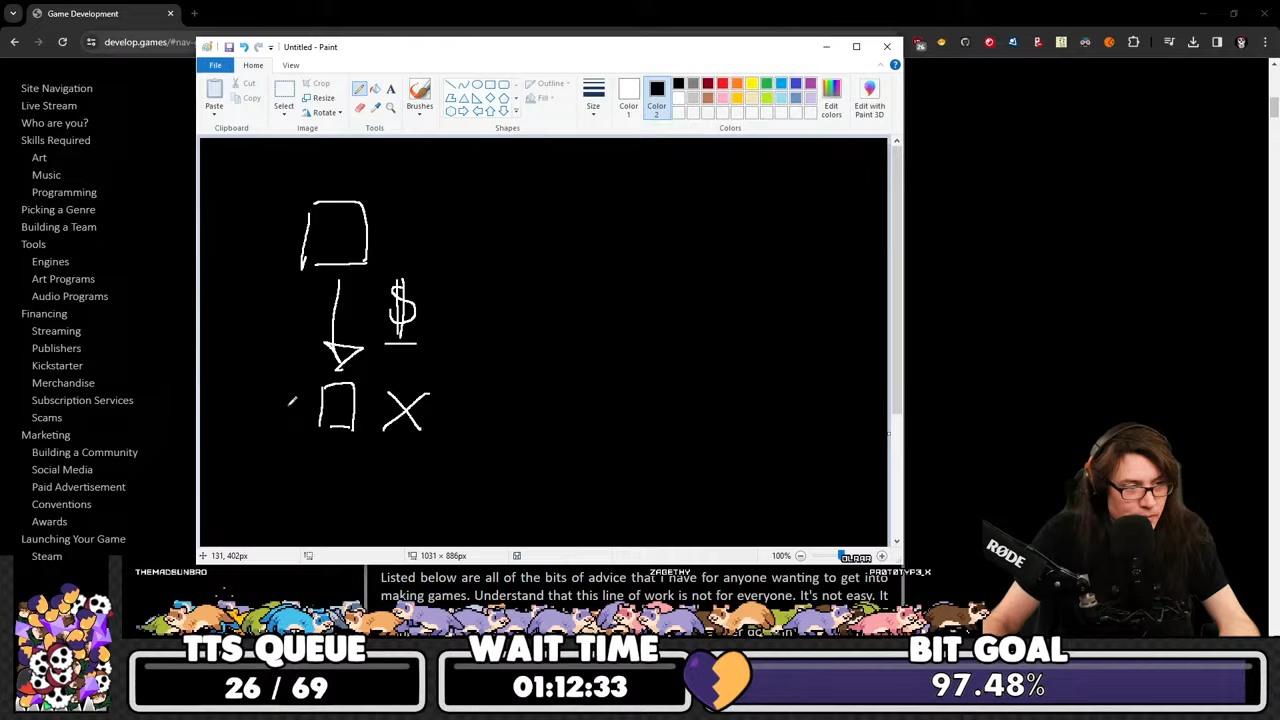 Game Development
develop.games/#nav-
26
Untitled - Paint
File
Home
View
Paste
Cut
Copy
Clipboard
Select
Crop
Resize
Rotate
Image
A
Tools
Brushes
Outline
Fill
Shapes
Size
Color 1
Color 2
Edit colors
Edit with Paint 3D
Colors
$
X
131, 402px
1031 × 886px
100%
Site Navigation
Live Stream
Who are you?
Skills Required
Art
Music
Programming
Picking a Genre
Building a Team
Tools
Engines
Art Programs
Audio Programs
Financing
Streaming
Publishers
Kickstarter
Merchandise
Subscription Services
Scams
Marketing
Building a Community
Social Media
Paid Advertisement
Conventions
Awards
Launching Your Game
Steam
RØDE
THEMADSUNBRO
ZAGETHY
PR0T0TYP3_X
Listed below are all of the bits of advice that I have for anyone wanting to get into
making games. Understand that this line of work is not for everyone. It's not easy. It
TTS QUEUE
26 / 69
WAIT TIME
01:12:33
BIT GOAL
97.48%